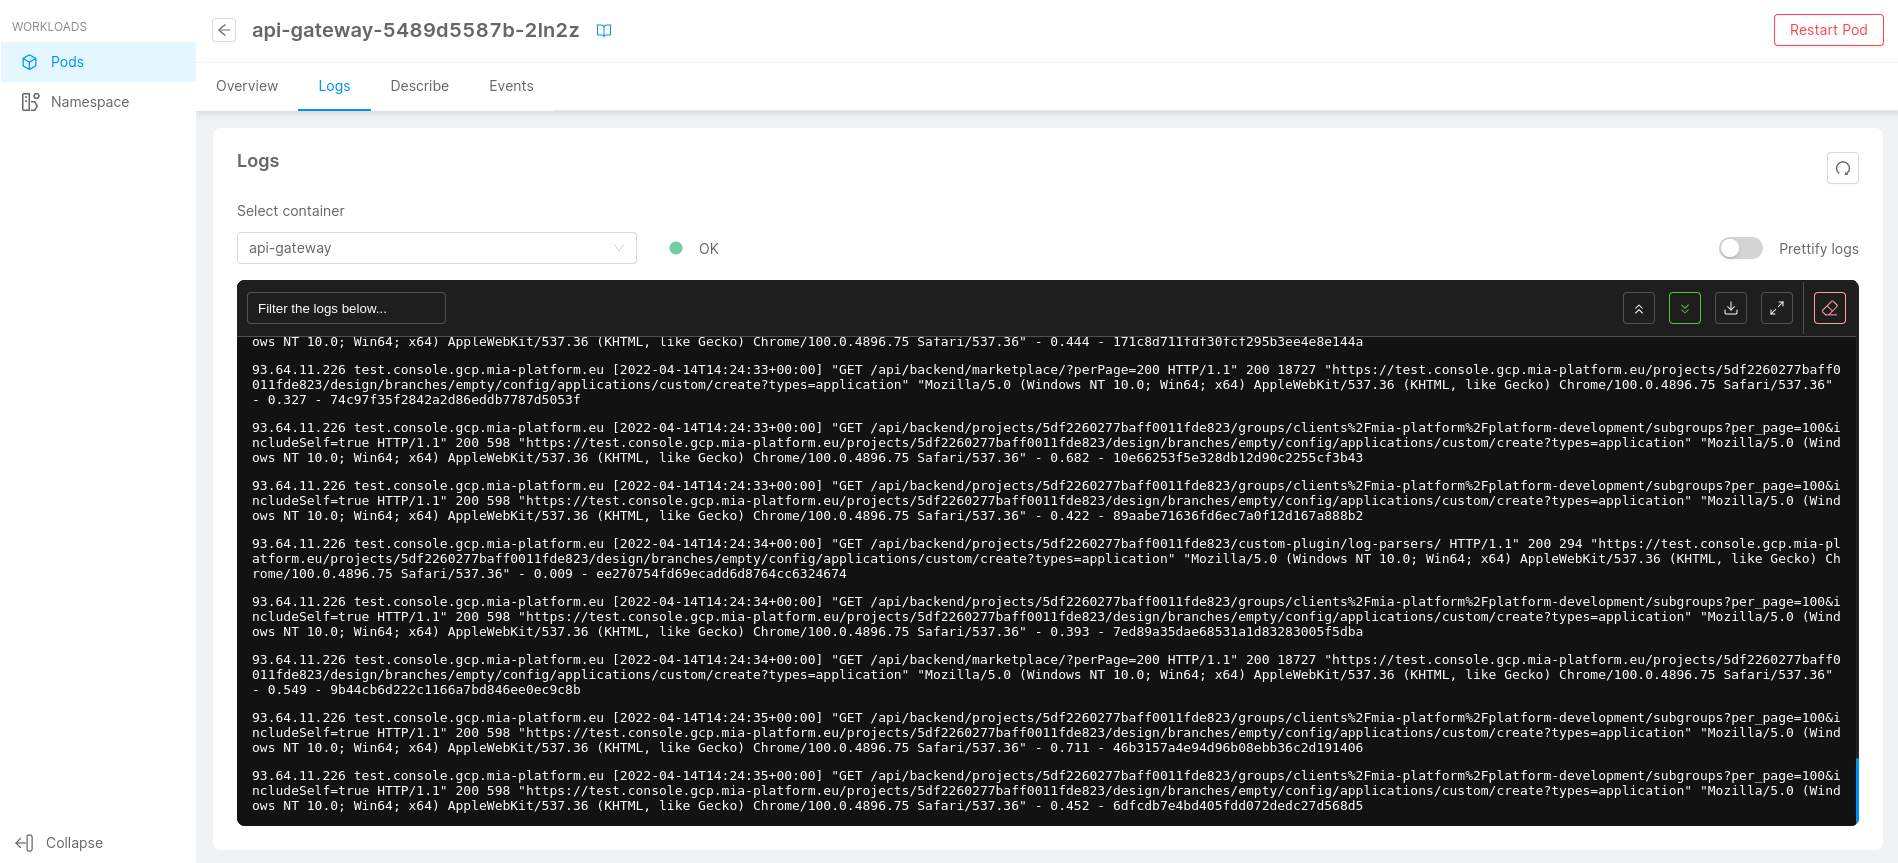 WORKLOADS
Pods
Namespace
Collapse
api-gateway-5489d5587b-2ln2z
Restart Pod
Overview
Logs
Describe
Events
Logs
Select container
api-gateway
OK
Prettify logs
Filter the logs below...
ows NT 10.0; Win64; x64) AppleWebKit/537.36 (KHTML, like Gecko) Chrome/100.0.4896.75 Safari/537.36" - 0.444 - 171c8d711fdf30fcf295b3ee4e8e144a
93.64.11.226 test.console.gcp.mia-platform.eu [2022-04-14T14:24:33+00:00] "GET /api/backend/marketplace/?perPage=200 HTTP/1.1" 200 18727 "https://test.console.gcp.mia-platform.eu/projects/5df2260277baff0
011fde823/design/branches/empty/config/applications/custom/create?types=application" "Mozilla/5.0 (Windows NT 10.0; Win64; x64) AppleWebKit/537.36 (KHTML, like Gecko) Chrome/100.0.4896.75 Safari/537.36"
- 0.327 - 74c97f35f2842a2d86eddb7787d5053f
93.64.11.226 test.console.gcp.mia-platform.eu [2022-04-14T14:24:33+00:00] "GET /api/backend/projects/5df2260277baff0011fde823/groups/clients%2Fmia-platform%2Fplatform-development/subgroups?per_page=100&i
ncludeSelf=true HTTP/1.1" 200 598 "https://test.console.gcp.mia-platform.eu/projects/5df2260277baff0011fde823/design/branches/empty/config/applications/custom/create?types=application" "Mozilla/5.0 (Wind
ows NT 10.0; Win64; x64) AppleWebKit/537.36 (KHTML, like Gecko) Chrome/100.0.4896.75 Safari/537.36" - 0.682 - 10e66253f5e328db12d90c2255cf3b43
93.64.11.226 test.console.gcp.mia-platform.eu [2022-04-14T14:24:33+00:00] "GET /api/backend/projects/5df2260277baff0011fde823/groups/clients%2Fmia-platform%2Fplatform-development/subgroups?per_page=100&i
ncludeSelf=true HTTP/1.1" 200 598 "https://test.console.gcp.mia-platform.eu/projects/5df2260277baff0011fde823/design/branches/empty/config/applications/custom/create?types=application" "Mozilla/5.0 (Wind
ows NT 10.0; Win64; x64) AppleWebKit/537.36 (KHTML, like Gecko) Chrome/100.0.4896.75 Safari/537.36" - 0.422 - 89aabe71636fd6ec7a0f12d167a888b2
93.64.11.226 test.console.gcp.mia-platform.eu [2022-04-14T14:24:34+00:00] "GET /api/backend/projects/5df2260277baff0011fde823/custom-plugin/log-parsers/ HTTP/1.1" 200 294 "https://test.console.gcp.mia-pl
atform.eu/projects/5df2260277baff0011fde823/design/branches/empty/config/applications/custom/create?types=application" "Mozilla/5.0 (Windows NT 10.0; Win64; x64) AppleWebKit/537.36 (KHTML, like Gecko) Ch
rome/100.0.4896.75 Safari/537.36" - 0.009 - ee270754fd69ecadd6d8764cc6324674
93.64.11.226 test.console.gcp.mia-platform.eu [2022-04-14T14:24:34+00:00] "GET /api/backend/projects/5df2260277baff0011fde823/groups/clients%2Fmia-platform%2Fplatform-development/subgroups?per_page=100&i
ncludeSelf=true HTTP/1.1" 200 598 "https://test.console.gcp.mia-platform.eu/projects/5df2260277baff0011fde823/design/branches/empty/config/applications/custom/create?types=application" "Mozilla/5.0 (Wind
ows NT 10.0; Win64; x64) AppleWebKit/537.36 (KHTML, like Gecko) Chrome/100.0.4896.75 Safari/537.36" - 0.393 - 7ed89a35dae68531a1d83283005f5dba
93.64.11.226 test.console.gcp.mia-platform.eu [2022-04-14T14:24:34+00:00] "GET /api/backend/marketplace/?perPage=200 HTTP/1.1" 200 18727 "https://test.console.gcp.mia-platform.eu/projects/5df2260277baff0
011fde823/design/branches/empty/config/applications/custom/create?types=application" "Mozilla/5.0 (Windows NT 10.0; Win64; x64) AppleWebKit/537.36 (KHTML, like Gecko) Chrome/100.0.4896.75 Safari/537.36"
- 0.549 - 9b44cb6d222c1166a7bd846ee0ec9c8b
93.64.11.226 test.console.gcp.mia-platform.eu [2022-04-14T14:24:35+00:00] "GET /api/backend/projects/5df2260277baff0011fde823/groups/clients%2Fmia-platform%2Fplatform-development/subgroups?per_page=100&i
ncludeSelf=true HTTP/1.1" 200 598 "https://test.console.gcp.mia-platform.eu/projects/5df2260277baff0011fde823/design/branches/empty/config/applications/custom/create?types=application" "Mozilla/5.0 (Wind
ows NT 10.0; Win64; x64) AppleWebKit/537.36 (KHTML, like Gecko) Chrome/100.0.4896.75 Safari/537.36" - 0.711 - 46b3157a4e94d96b08ebb36c2d191406
93.64.11.226 test.console.gcp.mia-platform.eu [2022-04-14T14:24:35+00:00] "GET /api/backend/projects/5df2260277baff0011fde823/groups/clients%2Fmia-platform%2Fplatform-development/subgroups?per_page=100&i
ncludeSelf=true HTTP/1.1" 200 598 "https://test.console.gcp.mia-platform.eu/projects/5df2260277baff0011fde823/design/branches/empty/config/applications/custom/create?types=application" "Mozilla/5.0 (Wind
ows NT 10.0; Win64; x64) AppleWebKit/537.36 (KHTML, like Gecko) Chrome/100.0.4896.75 Safari/537.36" - 0.452 - 6dfcdb7e4bd405fdd072dedc27d568d5